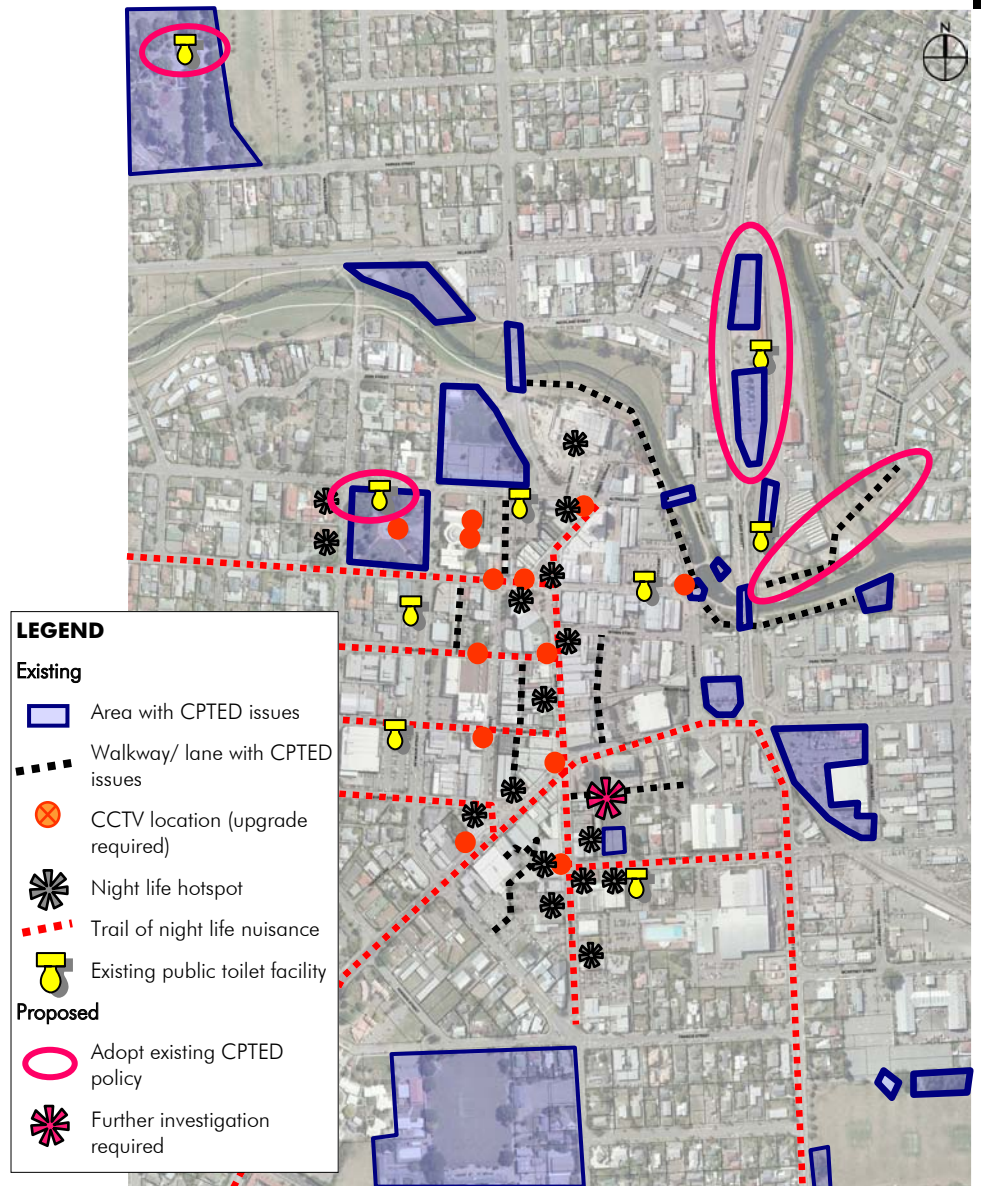 N
LEGEND
Existing
Area with CPTED issues
Walkway/ lane with CPTED
issues
CCTV location (upgrade
required)
Night life hotspot
Trail of night life nuisance
Existing public toilet facility
Proposed
Adopt existing CPTED
policy
Further investigation
required